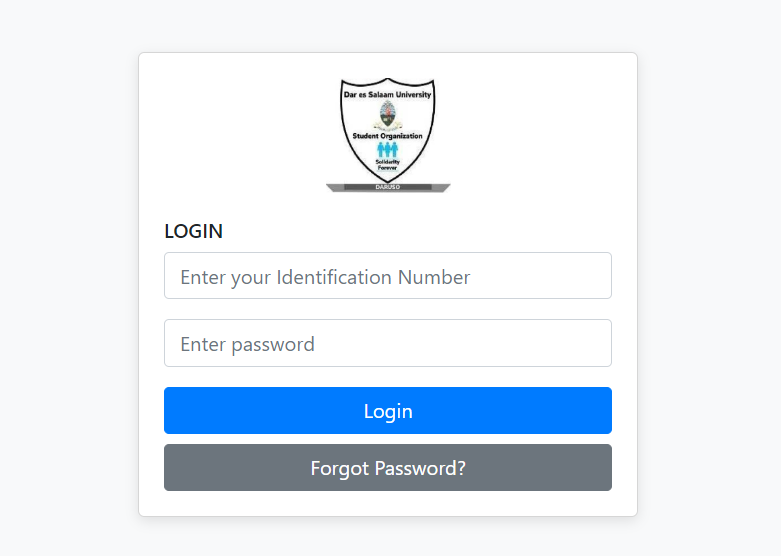 Dar es Salaam University
Student Organization
Solidarity
Forever
DARUSO
LOGIN
Enter your Identification Number
Enter password
Login
Forgot Password?